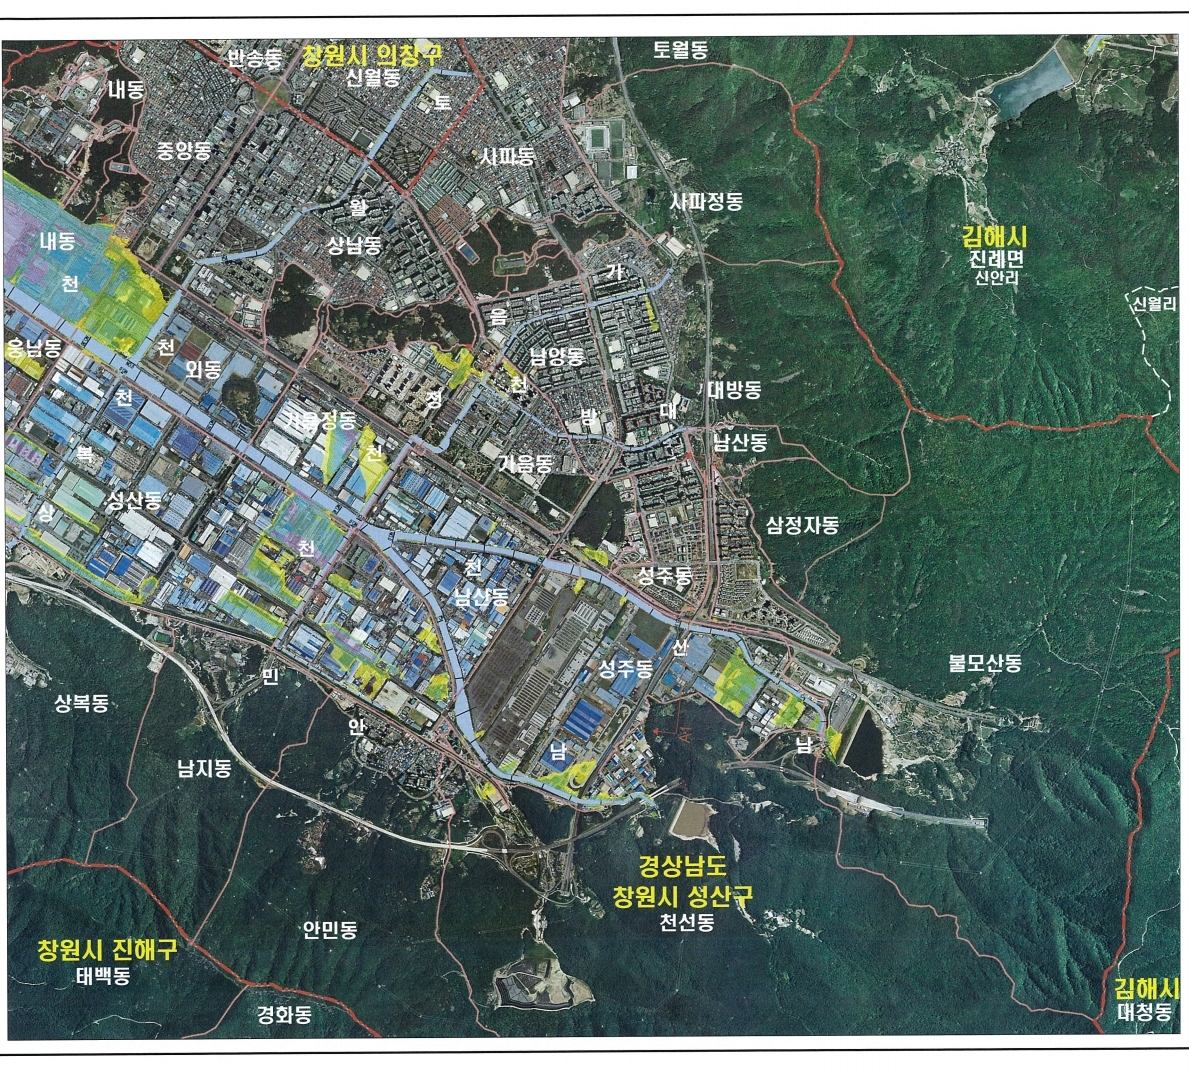 반송동
창원시 의창구
신월동
토월동
내동
토
중앙동
사파동
사파정동
월
내동
상남동
김해시
진례면
신안리
천
가
신월리
음
웅남동
천
외동
남양동
천
대방동
천
정
방
대
가음정동
남산동
복
천
가음동
성산동
상
삼정자동
천
천
성주동
남산동
산
성주동
불모산동
민
상복동
안
남
남
남지동
경상남도
창원시 성산구
천선동
안민동
창원시 진해구
태백동
김해시
대청동
경화동